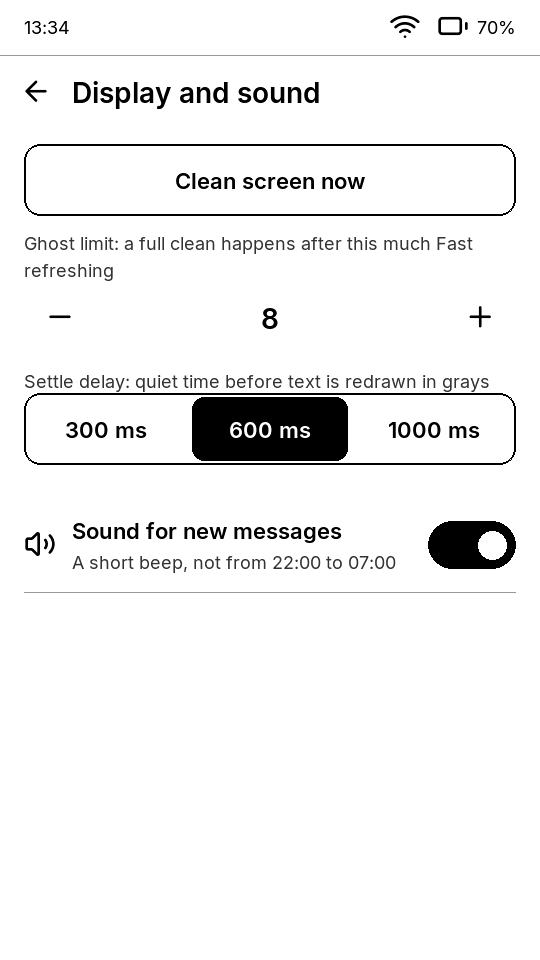 13:34
70%
Display and sound
Clean screen now
Ghost limit: a full clean happens after this much Fast
refreshing
8
Settle delay: quiet time before text is redrawn in grays
300 ms
600 ms
1000 ms
Sound for new messages
A short beep, not from 22:00 to 07:00